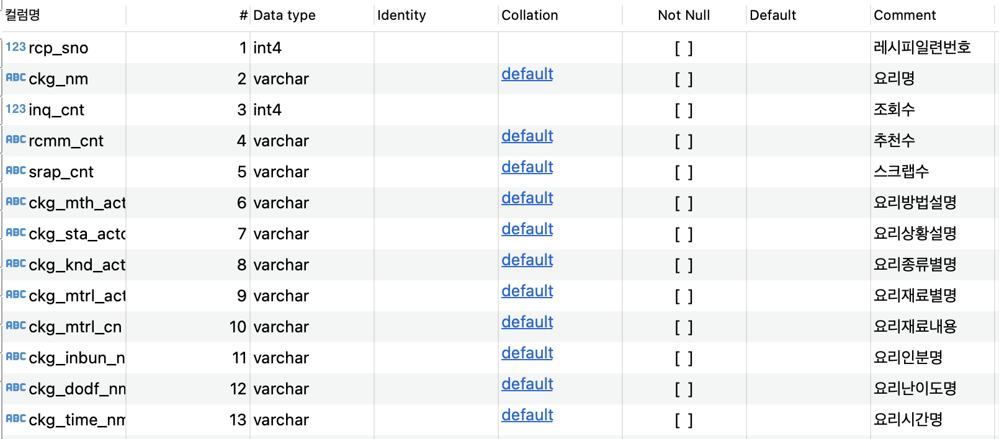 컬럼명 # Data type Identity Collation Not Null Default Comment
123 rcp_sno 1 int4 [ ] 레시피일련번호
ABC ckg_nm 2 varchar default [ ] 요리명
123 inq_cnt 3 int4 [ ] 조회수
ABC rcmm_cnt 4 varchar default [ ] 추천수
ABC srap_cnt 5 varchar default [ ] 스크랩수
ABC ckg_mth_act 6 varchar default [ ] 요리방법설명
ABC ckg_sta_actc 7 varchar default [ ] 요리상황설명
ABC ckg_knd_act 8 varchar default [ ] 요리종류별명
ABC ckg_mtrl_act 9 varchar default [ ] 요리재료별명
ABC ckg_mtrl_cn 10 varchar default [ ] 요리재료내용
ABC ckg_inbun_n 11 varchar default [ ] 요리인분명
ABC ckg_dodf_nm 12 varchar default [ ] 요리난이도명
ABC ckg_time_nm 13 varchar default [ ] 요리시간명